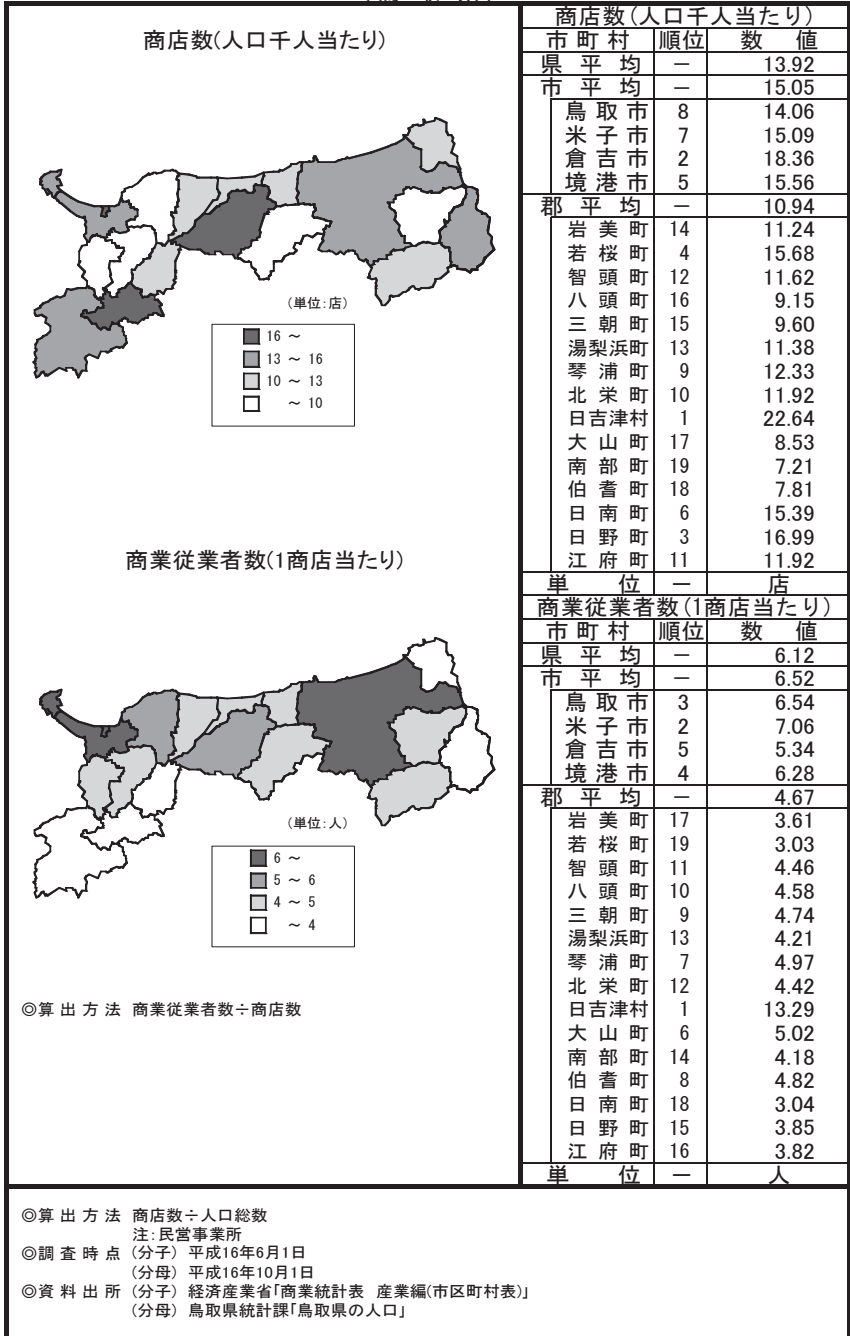 商店数(人口千人当たり)
(単位:店)
16 ～
13 ～ 16
10 ～ 13
～ 10
商業従業者数(1商店当たり)
(単位:人)
6 ～
5 ～ 6
4 ～ 5
～ 4
◎算出方法 商業従業者数÷商店数
商店数(人口千人当たり)
市町村 順位 数値
県平均 － 13.92
市平均 － 15.05
鳥取市 8 14.06
米子市 7 15.09
倉吉市 2 18.36
境港市 5 15.56
郡平均 － 10.94
岩美町 14 11.24
若桜町 4 15.68
智頭町 12 11.62
八頭町 16 9.15
三朝町 15 9.60
湯梨浜町 13 11.38
琴浦町 9 12.33
北栄町 10 11.92
日吉津村 1 22.64
大山町 17 8.53
南部町 19 7.21
伯耆町 18 7.81
日南町 6 15.39
日野町 3 16.99
江府町 11 11.92
単位 － 店
商業従業者数(1商店当たり)
市町村 順位 数値
県平均 － 6.12
市平均 － 6.52
鳥取市 3 6.54
米子市 2 7.06
倉吉市 5 5.34
境港市 4 6.28
郡平均 － 4.67
岩美町 17 3.61
若桜町 19 3.03
智頭町 11 4.46
八頭町 10 4.58
三朝町 9 4.74
湯梨浜町 13 4.21
琴浦町 7 4.97
北栄町 12 4.42
日吉津村 1 13.29
大山町 6 5.02
南部町 14 4.18
伯耆町 8 4.82
日南町 18 3.04
日野町 15 3.85
江府町 16 3.82
単位 － 人
◎算出方法 商店数÷人口総数
注:民営事業所
◎調査時点 (分子) 平成16年6月1日
(分母) 平成16年10月1日
◎資料出所 (分子) 経済産業省「商業統計表 産業編(市区町村表)」
(分母) 鳥取県統計課「鳥取県の人口」